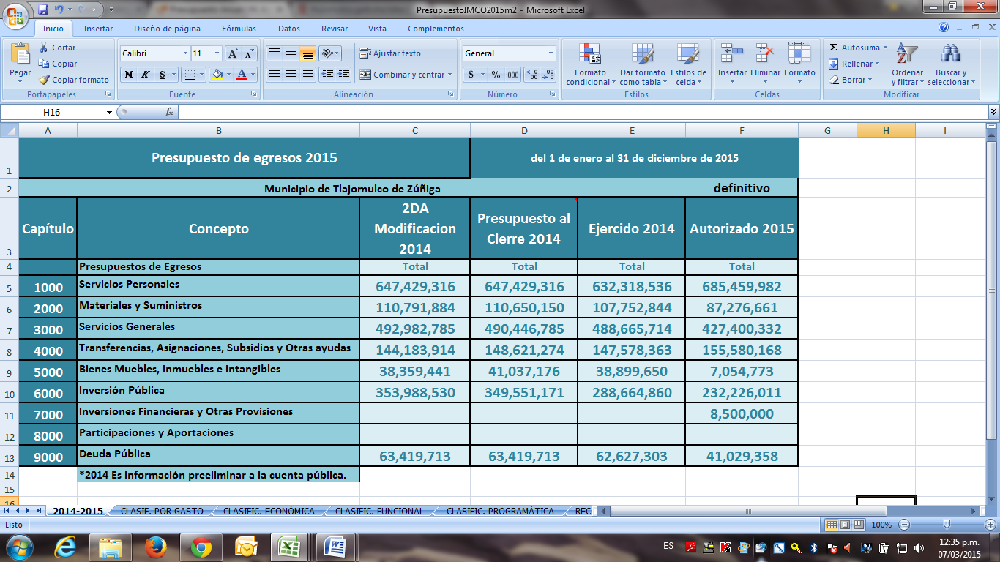 PresupuestoIMCO2015m2 - Microsoft Excel
Inicio Insertar Diseño de página Fórmulas Datos Revisar Vista Complementos
Pegar Cortar Copiar Copiar formato
Calibri 11
N K S
Ajustar texto
Combinar y centrar
General
$ % 000
Formato condicional Dar formato como tabla Estilos de celda
Insertar Eliminar Formato
Σ Autosuma Rellenar Borrar
Ordenar y filtrar Buscar y seleccionar
Portapapeles Fuente Alineación Número Estilos Celdas Modificar
H16 fx
A B C D E F G H I
1 Presupuesto de egresos 2015 del 1 de enero al 31 de diciembre de 2015
2 Municipio de Tlajomulco de Zúñiga definitivo
3 Capítulo Concepto 2DA Modificacion 2014 Presupuesto al Cierre 2014 Ejercido 2014 Autorizado 2015
4 Presupuestos de Egresos Total Total Total Total
5 1000 Servicios Personales 647,429,316 647,429,316 632,318,536 685,459,982
6 2000 Materiales y Suministros 110,791,884 110,650,150 107,752,844 87,276,661
7 3000 Servicios Generales 492,982,785 490,446,785 488,665,714 427,400,332
8 4000 Transferencias, Asignaciones, Subsidios y Otras ayudas 144,183,914 148,621,274 147,578,363 155,580,168
9 5000 Bienes Muebles, Inmuebles e Intangibles 38,359,441 41,037,176 38,899,650 7,054,773
10 6000 Inversión Pública 353,988,530 349,551,171 288,664,860 232,226,011
11 7000 Inversiones Financieras y Otras Provisiones 8,500,000
12 8000 Participaciones y Aportaciones
13 9000 Deuda Pública 63,419,713 63,419,713 62,627,303 41,029,358
14 *2014 Es información preeliminar a la cuenta pública.
15
16
2014-2015 CLASIF. POR GASTO CLASIFIC. ECONÓMICA CLASIFIC. FUNCIONAL CLASIFIC. PROGRAMÁTICA REC
Listo 100%
ES 12:35 p.m.
07/03/2015